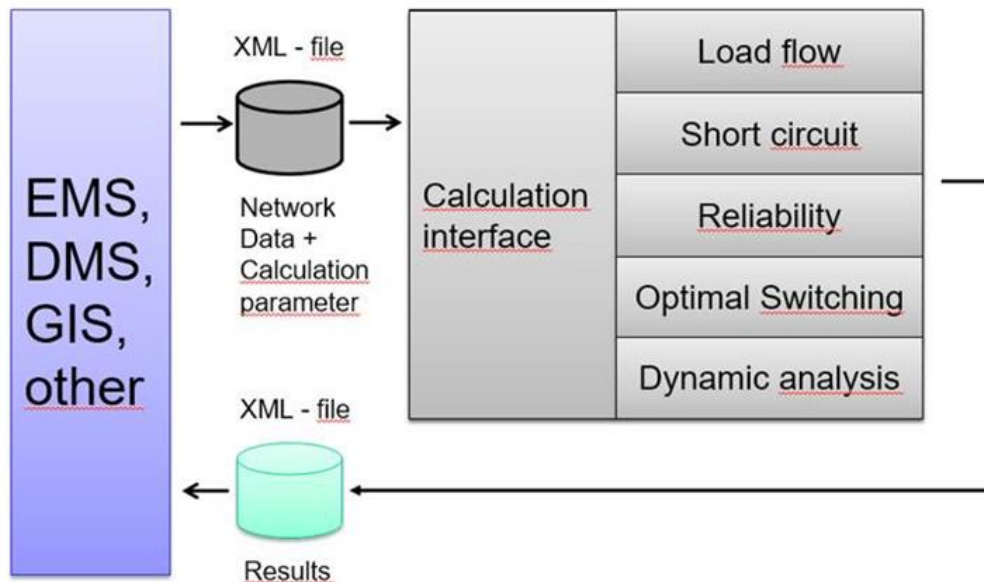 EMS,
DMS,
GIS,
other
XML - file
Network
Data +
Calculation
parameter
Calculation
interface
Load flow
Short circuit
Reliability
Optimal Switching
Dynamic analysis
XML - file
Results